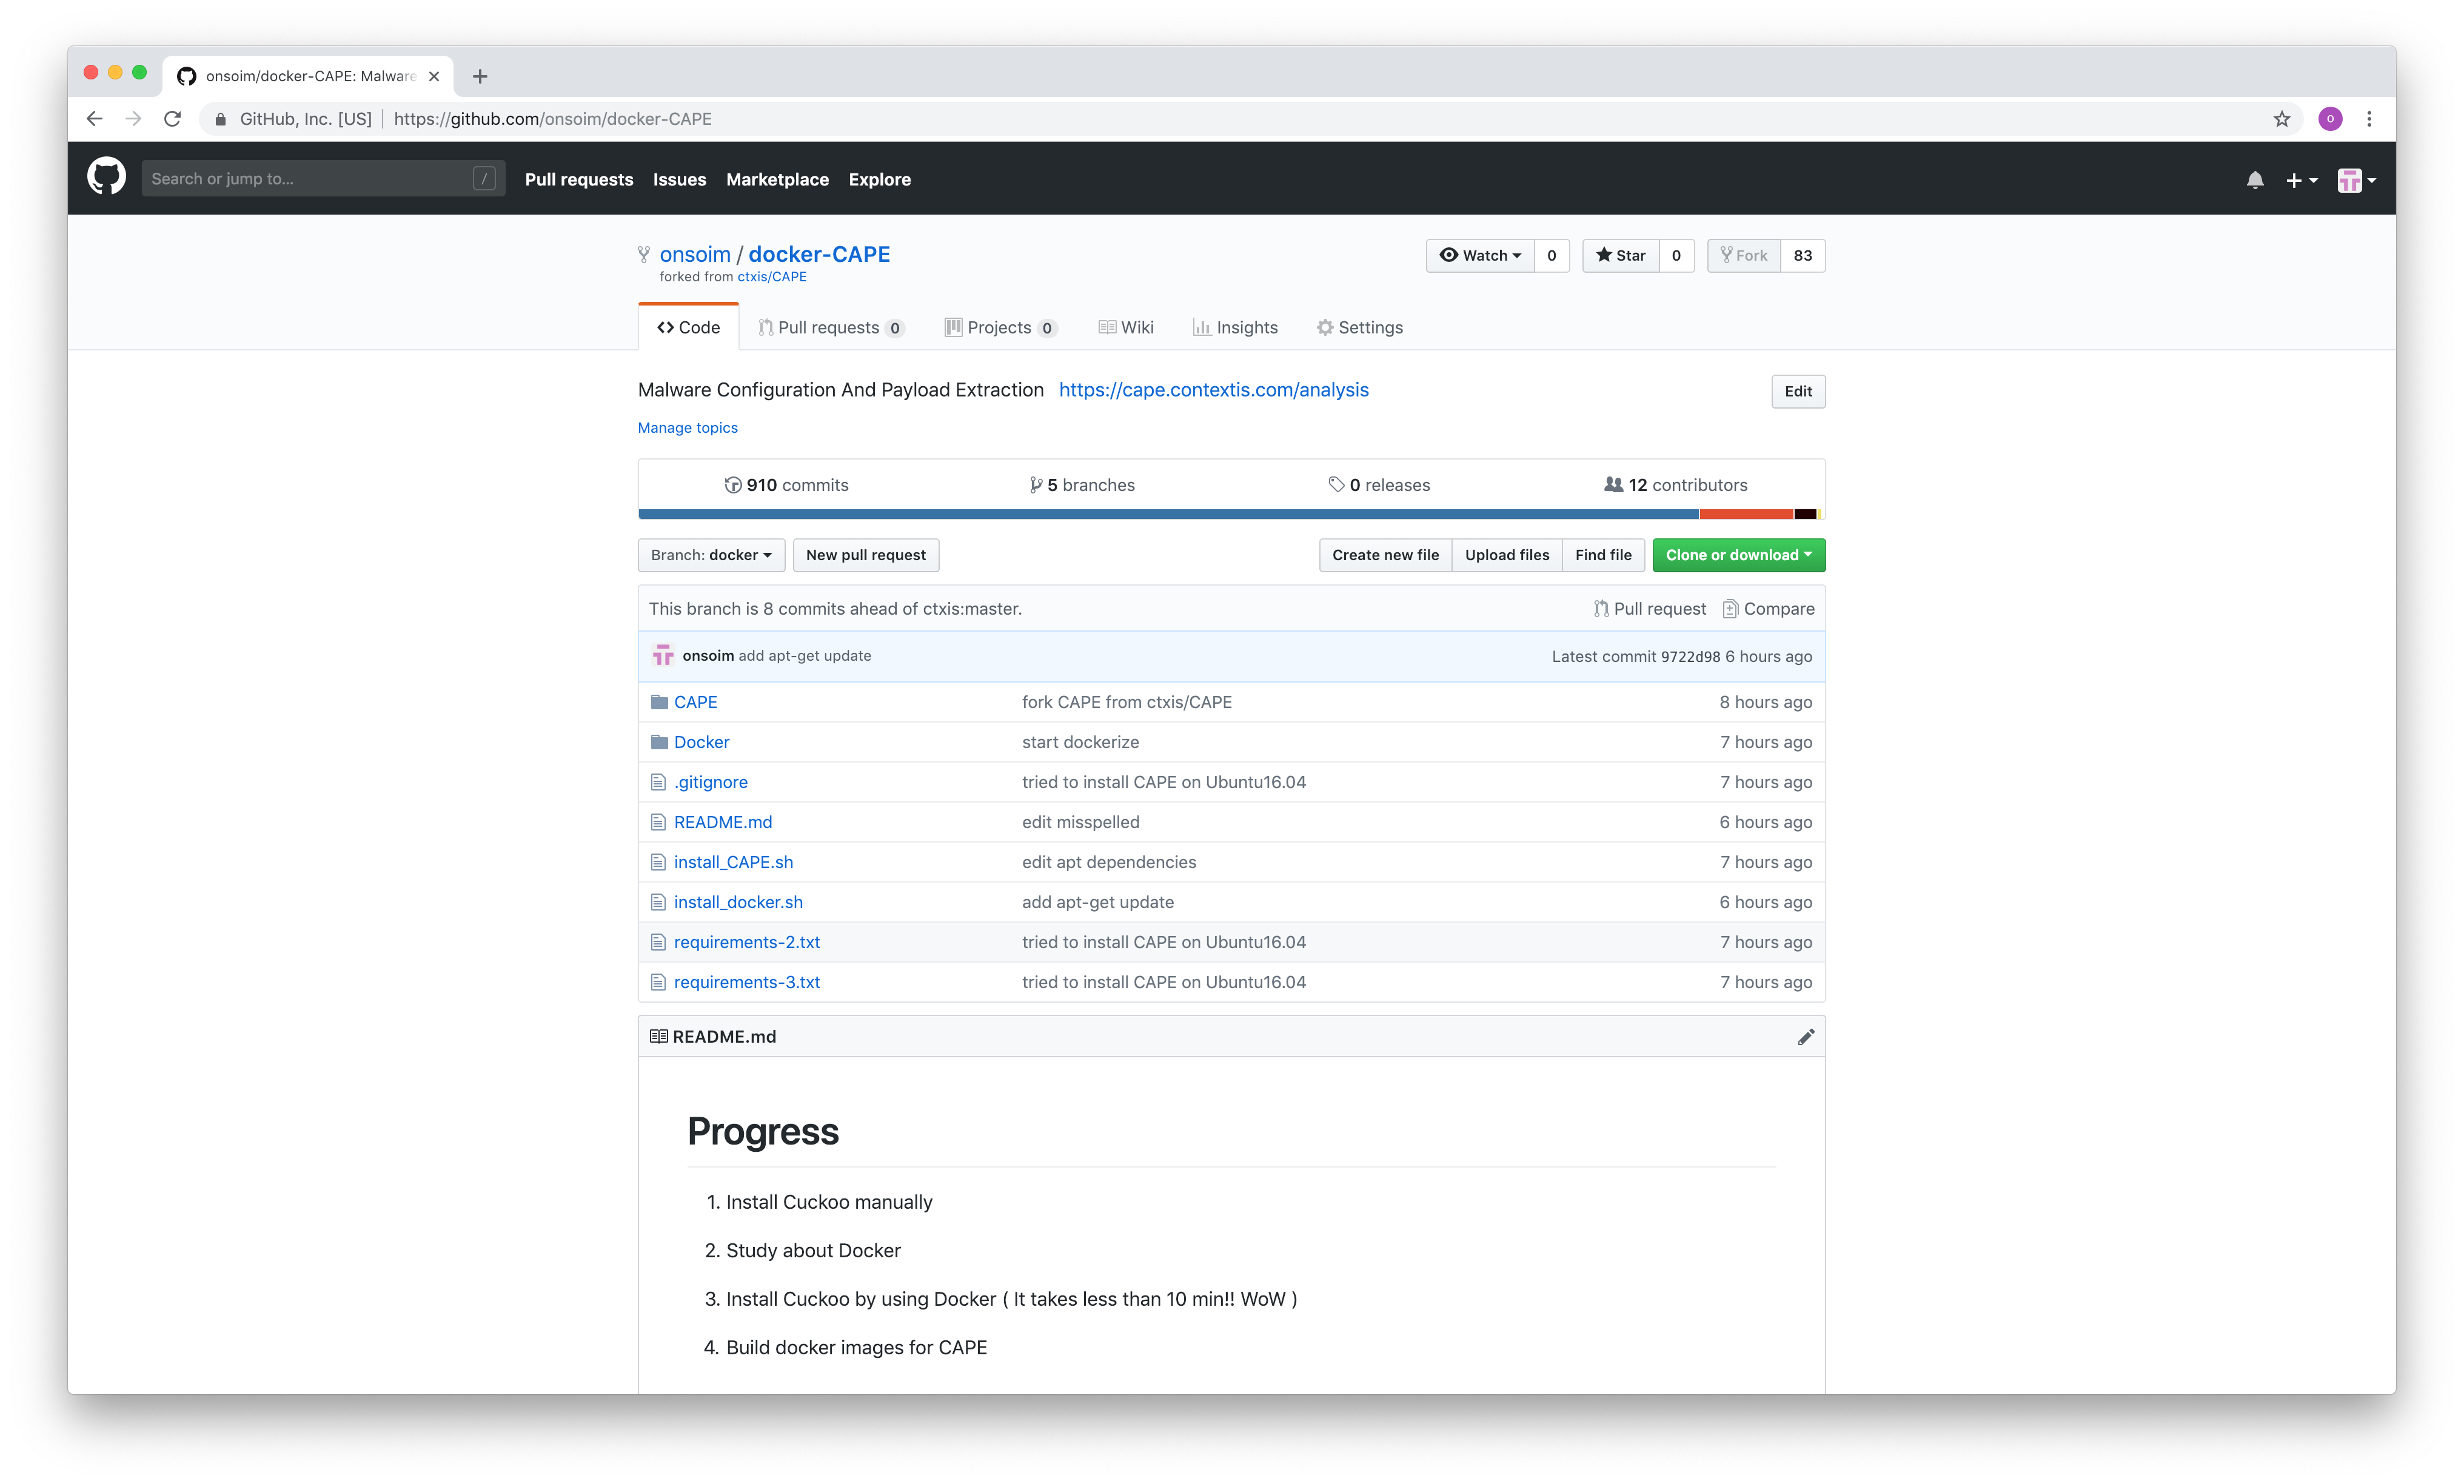 onsoim/docker-CAPE: Malware
GitHub, Inc. [US] https://github.com/onsoim/docker-CAPE
o
Search or jump to... /
Pull requests Issues Marketplace Explore
onsoim / docker-CAPE
forked from ctxis/CAPE
Watch 0 Star 0 Fork 83
Code Pull requests 0 Projects 0 Wiki Insights Settings
Malware Configuration And Payload Extraction https://cape.contextis.com/analysis Edit
Manage topics
910 commits 5 branches 0 releases 12 contributors
Branch: docker New pull request Create new file Upload files Find file Clone or download
This branch is 8 commits ahead of ctxis:master. Pull request Compare
onsoim add apt-get update Latest commit 9722d98 6 hours ago
CAPE fork CAPE from ctxis/CAPE 8 hours ago
Docker start dockerize 7 hours ago
.gitignore tried to install CAPE on Ubuntu16.04 7 hours ago
README.md edit misspelled 6 hours ago
install_CAPE.sh edit apt dependencies 7 hours ago
install_docker.sh add apt-get update 6 hours ago
requirements-2.txt tried to install CAPE on Ubuntu16.04 7 hours ago
requirements-3.txt tried to install CAPE on Ubuntu16.04 7 hours ago
README.md
Progress
1. Install Cuckoo manually
2. Study about Docker
3. Install Cuckoo by using Docker ( It takes less than 10 min!! WoW )
4. Build docker images for CAPE